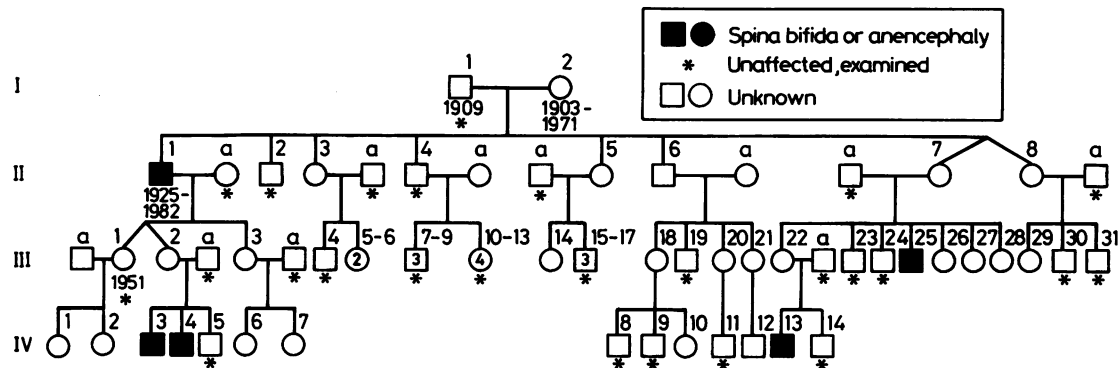 Spina bifida or anencephaly
* Unaffected, examined
Unknown
I
1 2
1909 1903-
* 1971
II
1 a 2 3 a 4 a a 5 6 a a 7 8 a
* * * * * * *
1925-
1982
III
a 1 2 a 3 a 4 5-6 7-9 10-13 14 15-17 18 19 20 21 22 a 23 24 25 26 27 28 29 30 31
2 3 4 3
1951
* * * * * * * * * * * * *
IV
1 2 3 4 5 6 7 8 9 10 11 12 13 14
* * * * *